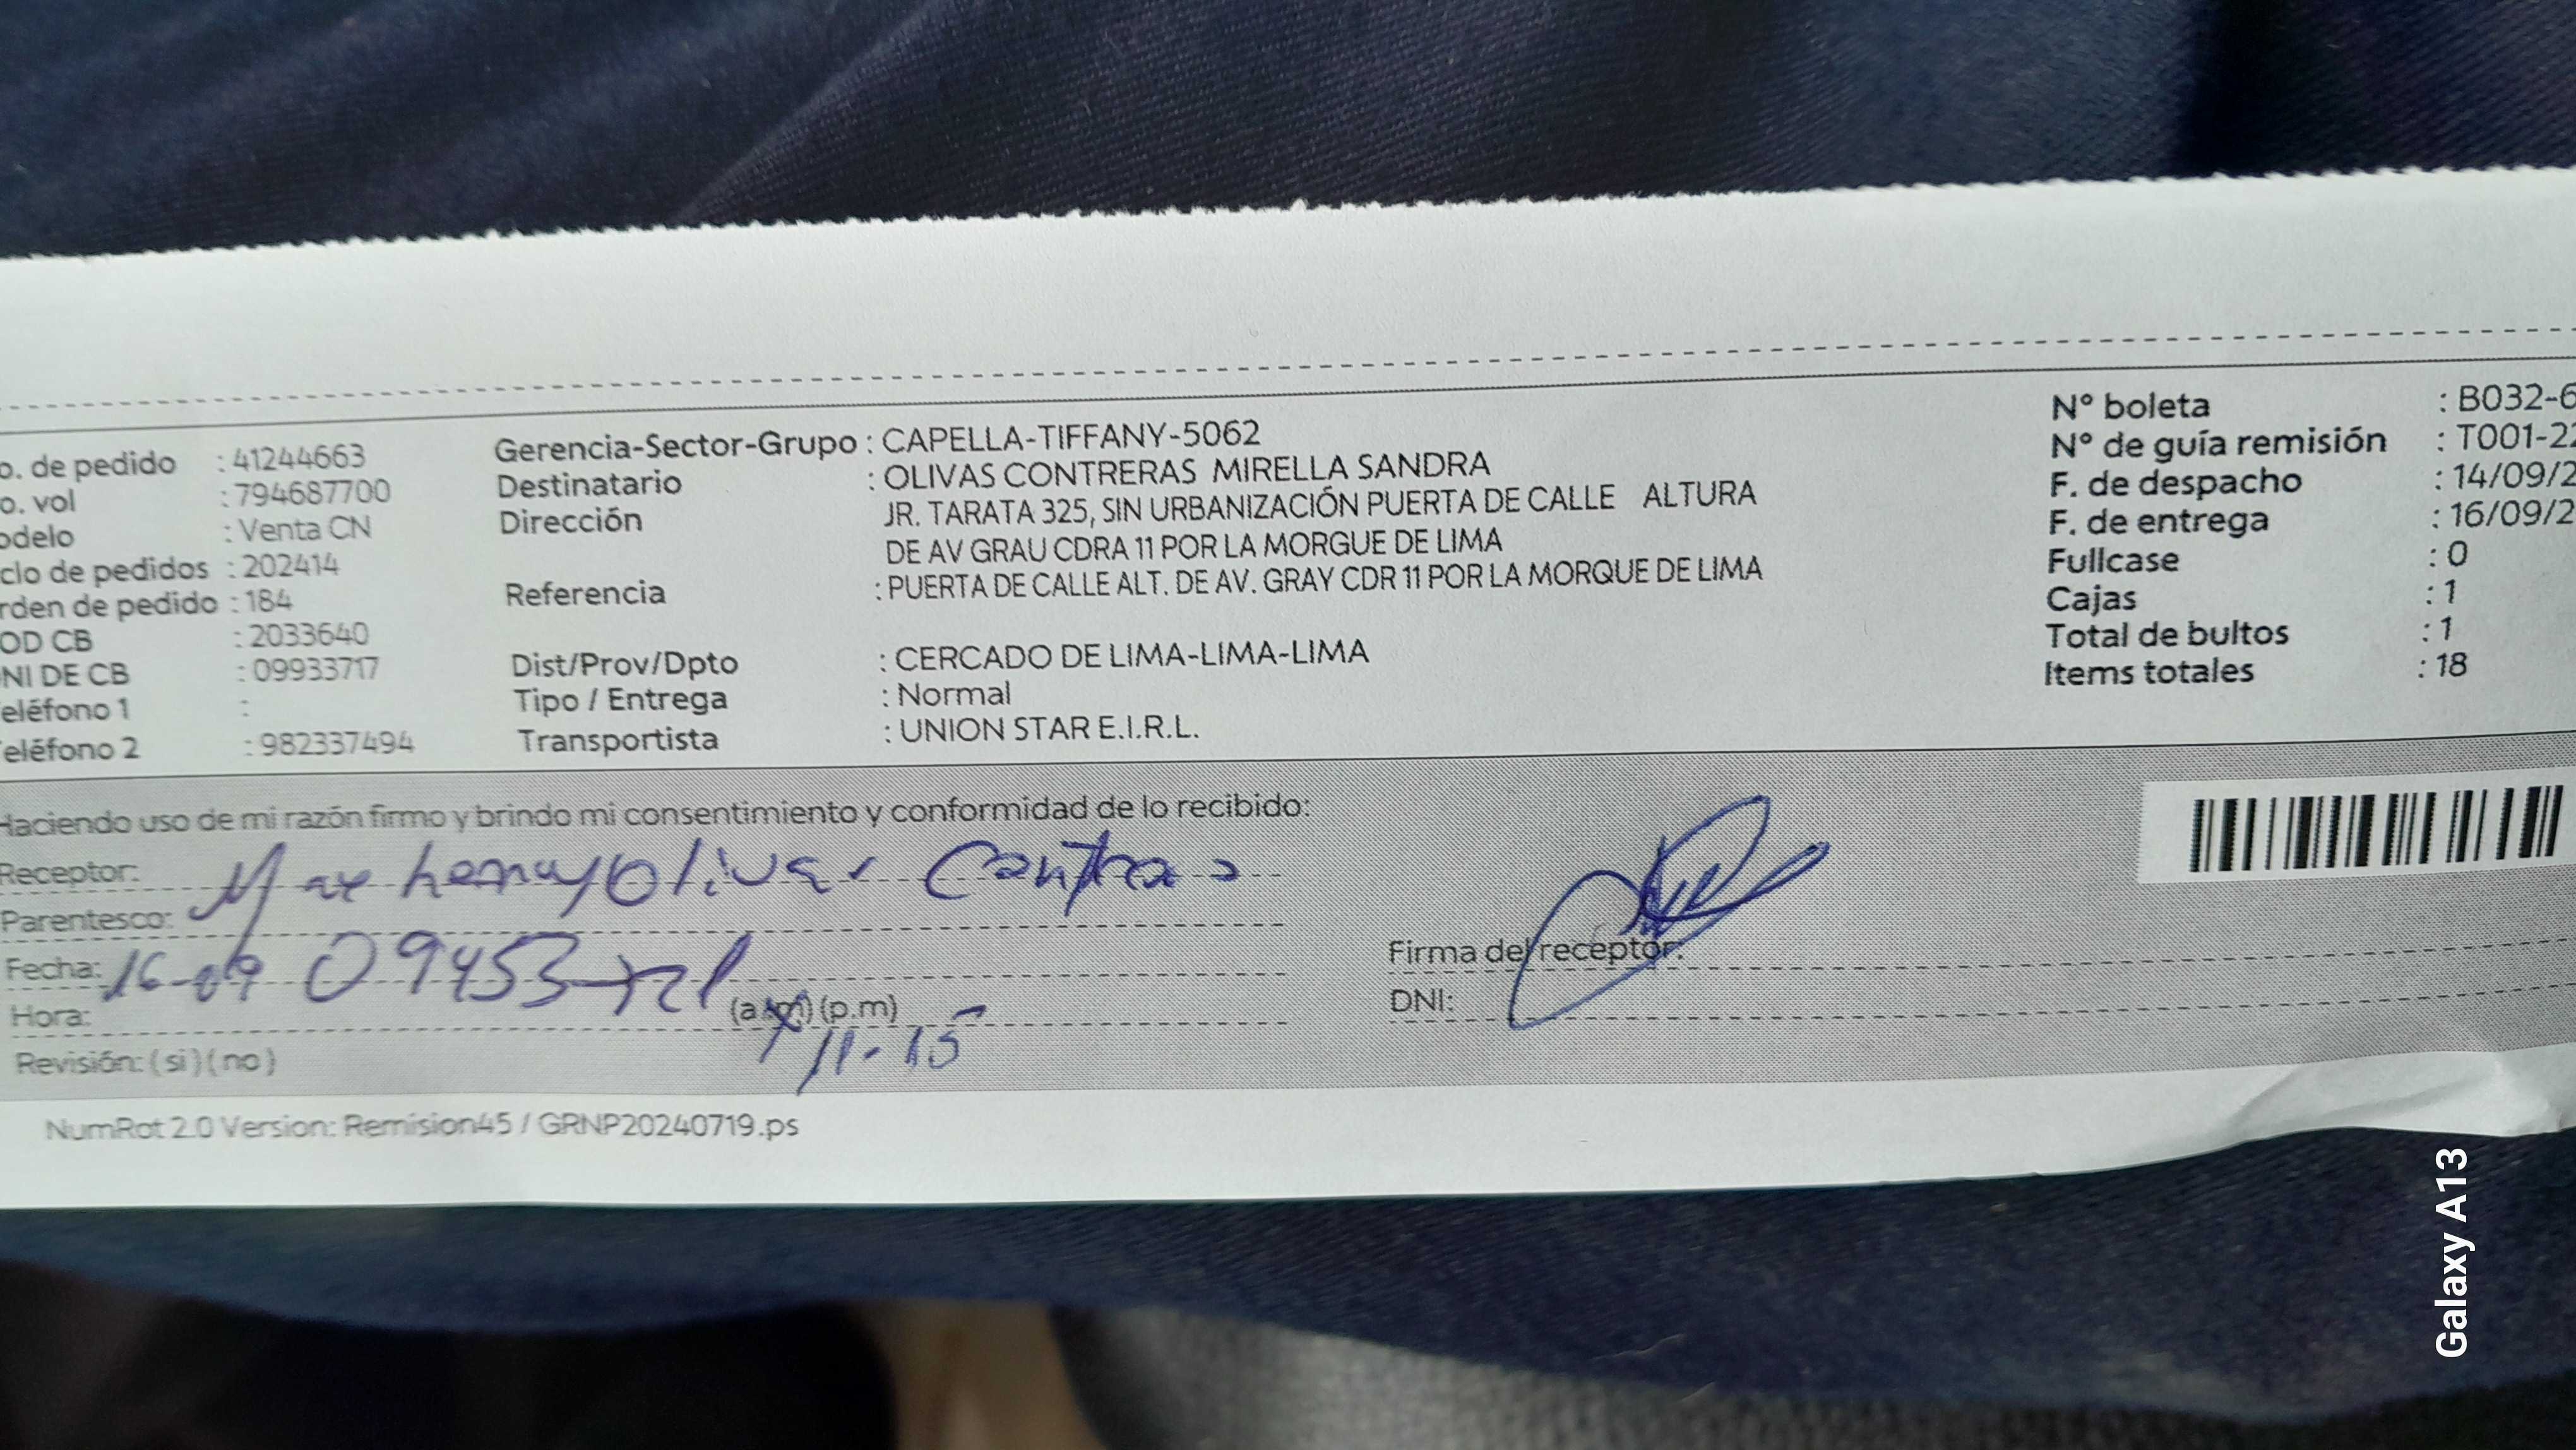 o. de pedido : 41244663
o. vol : 794687700
odelo : Venta CN
clo de pedidos : 202414
rden de pedido : 184
OD CB : 2033640
NI DE CB : 09933717
eléfono 1 :
eléfono 2 : 982337494
Gerencia-Sector-Grupo : CAPELLA-TIFFANY-5062
Destinatario : OLIVAS CONTRERAS MIRELLA SANDRA
Dirección JR. TARATA 325, SIN URBANIZACIÓN PUERTA DE CALLE ALTURA
DE AV GRAU CDRA 11 POR LA MORGUE DE LIMA
Referencia : PUERTA DE CALLE ALT. DE AV. GRAY CDR 11 POR LA MORQUE DE LIMA
Dist/Prov/Dpto : CERCADO DE LIMA-LIMA-LIMA
Tipo / Entrega : Normal
Transportista : UNION STAR E.I.R.L.
N° boleta : B032-6
N° de guía remisión : T001-22
F. de despacho : 14/09/2
F. de entrega : 16/09/2
Fullcase : 0
Cajas : 1
Total de bultos : 1
Items totales : 18
Haciendo uso de mi razón firmo y brindo mi consentimiento y conformidad de lo recibido:
Receptor: Max henry Olivas
Parentesco:
Fecha: 16-09
Hora: (a.m) (p.m)
11-15
Revisión: ( si ) ( no )
Firma del receptor:
DNI:
NumRot 2.0 Version: Remision45 / GRNP20240719.ps
Galaxy A13